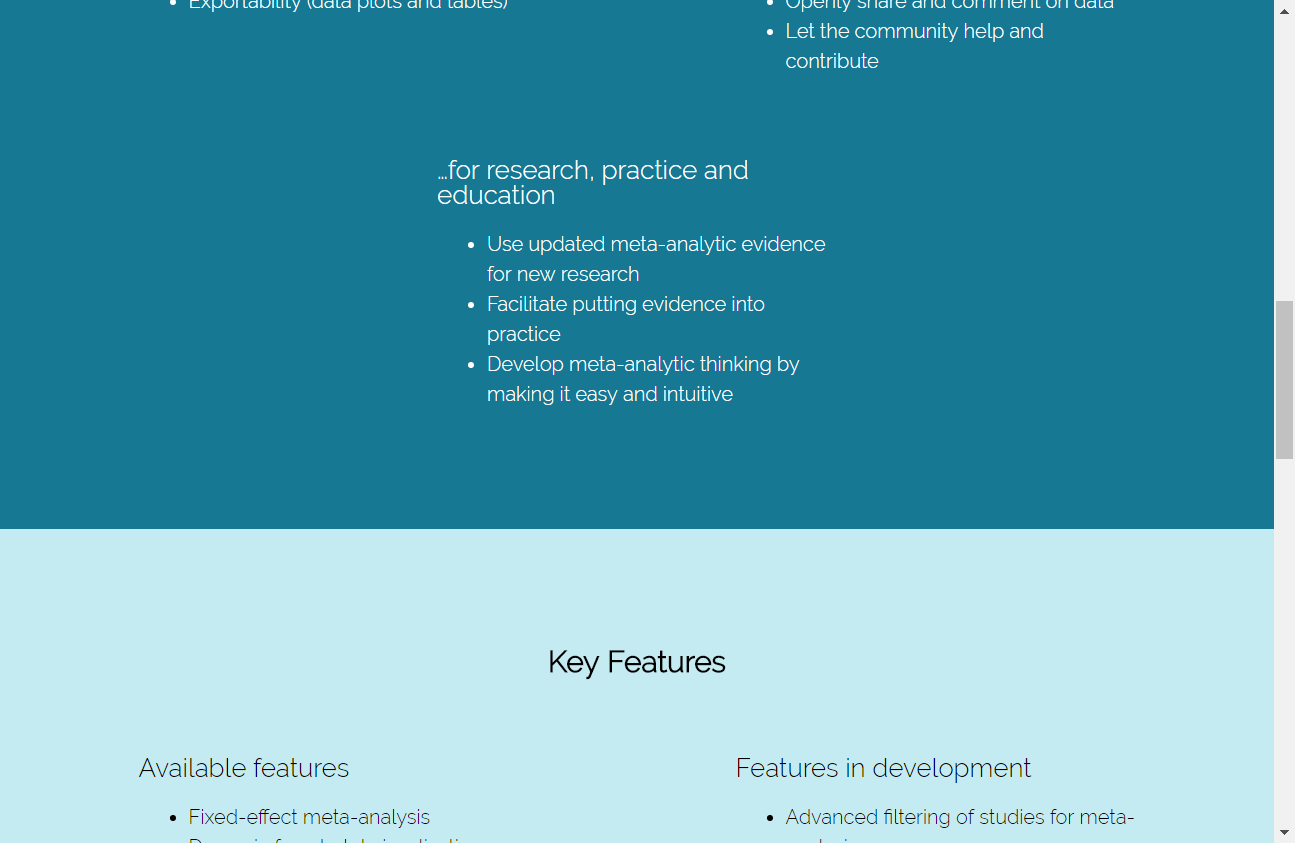 Exportability (data plots and tables)
Openly share and comment on data
Let the community help and
contribute
…for research, practice and
education
Use updated meta-analytic evidence
for new research
Facilitate putting evidence into
practice
Develop meta-analytic thinking by
making it easy and intuitive
Key Features
Available features
Fixed-effect meta-analysis
Features in development
Advanced filtering of studies for meta-